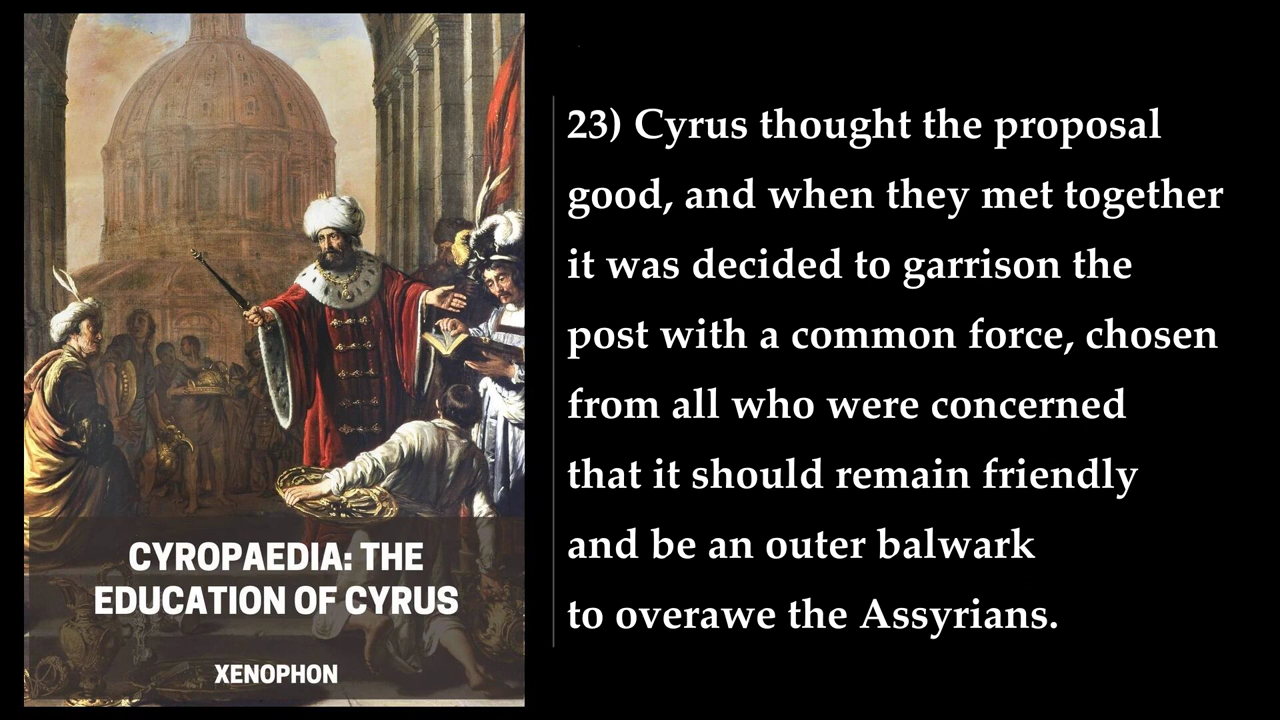 CYROPAEDIA: THE
EDUCATION OF CYRUS
XENOPHON
23) Cyrus thought the proposal
good, and when they met together
it was decided to garrison the
post with a common force, chosen
from all who were concerned
that it should remain friendly
and be an outer balwark
to overawe the Assyrians.